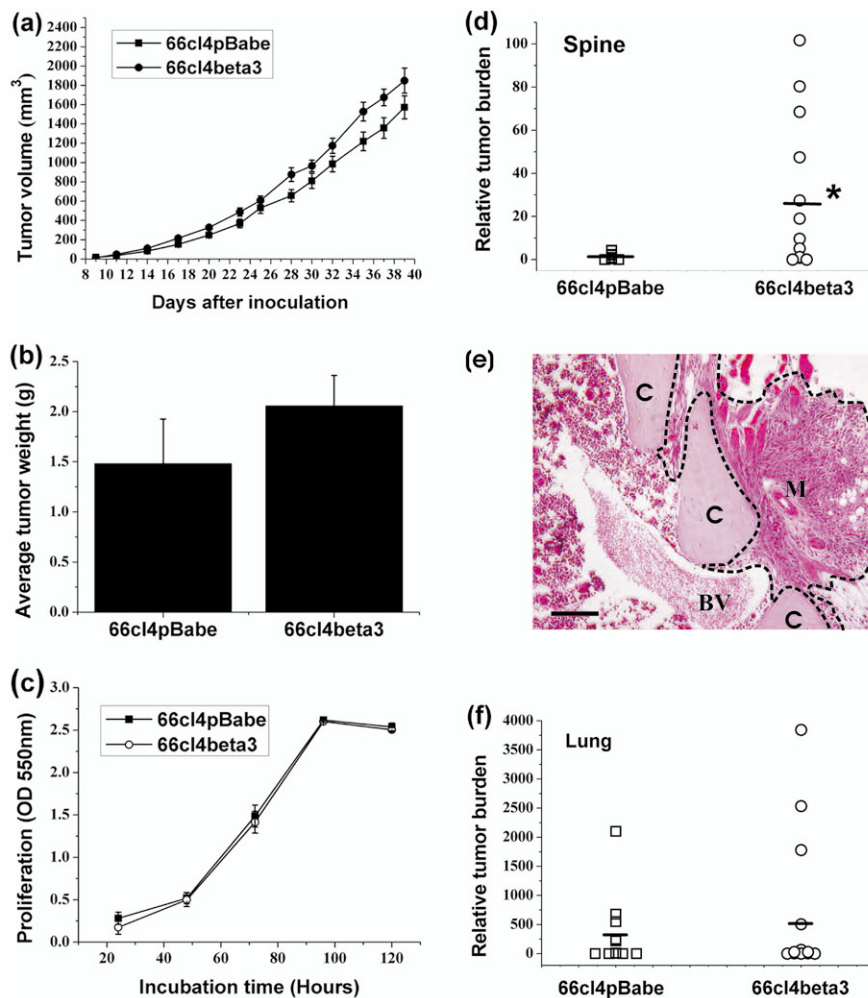 (a)
2400
2200
2000
1800
1600
1400
1200
1000
800
600
400
200
0
Tumor volume (mm3)
66cl4pBabe
66cl4beta3
8 10 12 14 16 18 20 22 24 26 28 30 32 34 36 38 40
Days after inoculation
(b)
2.5
2.0
1.5
1.0
0.5
0.0
Average tumor weight (g)
66cl4pBabe 66cl4beta3
(c)
3.0
2.5
2.0
1.5
1.0
0.5
0.0
Proliferation (OD 550nm)
66cl4pBabe
66cl4beta3
0 20 40 60 80 100 120
Incubation time (Hours)
(d)
100
80
60
40
20
0
Relative tumor burden
Spine
*
66cl4pBabe 66cl4beta3
(e)
C
C
M
BV
C
(f)
4000
3500
3000
2500
2000
1500
1000
500
0
Relative tumor burden
Lung
66cl4pBabe 66cl4beta3